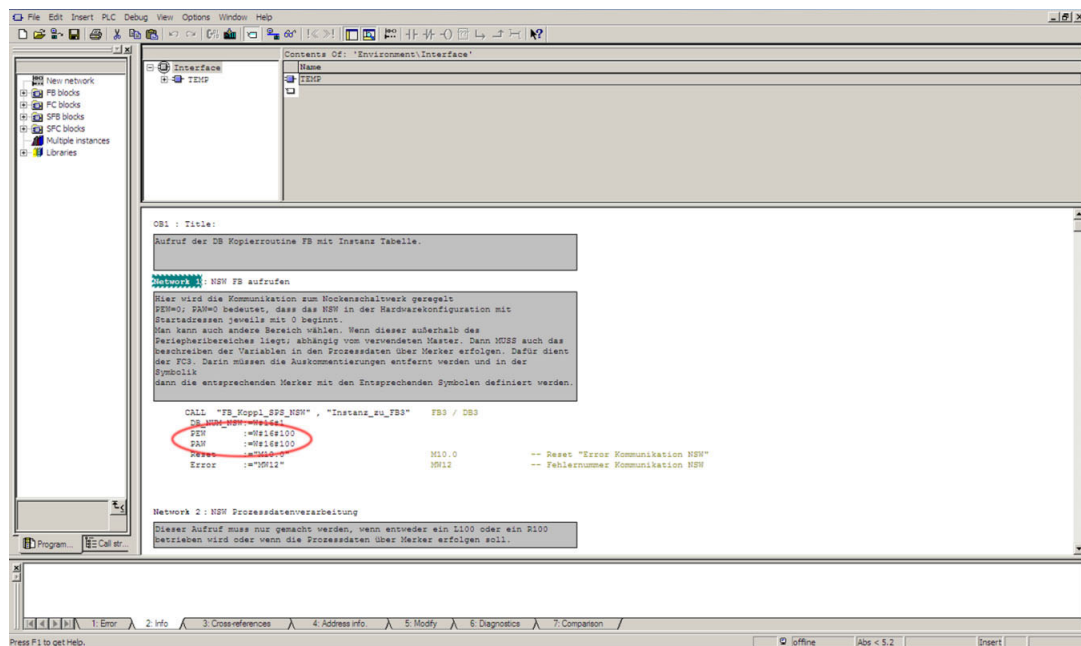 File Edit Insert PLC Debug View Options Window Help
New network
FB blocks
FC blocks
SFB blocks
SFC blocks
Multiple instances
Libraries
Program...
Call str...
Interface
TEMP
Contents Of: 'Environment\Interface'
Name
TEMP
OB1 : Title:
Aufruf der DB Kopierroutine FB mit Instanz Tabelle.
Network 1: NSW FB aufrufen
Hier wird die Kommunikation zum Nockenschaltwerk geregelt
PEW=0; PAW=0 bedeutet, dass das NSW in der Hardwarekonfiguration mit
Startadressen jeweils mit 0 beginnt.
Man kann auch andere Bereich wählen. Wenn dieser außerhalb des
Periepheribereiches liegt; abhängig vom verwendeten Master. Dann MUSS auch das
beschreiben der Variablen in den Prozessdaten über Merker erfolgen. Dafür dient
der FC3. Darin müssen die Auskommentierungen entfernt werden und in der
Symbolik
dann die entsprechenden Merker mit den Entsprechenden Symbolen definiert werden.
CALL "FB_Koppl_SPS_NSW" , "Instanz_zu_FB3" FB3 / DB3
DB_NUM_NSW:=W#16#1
PEW :=W#16#100
PAW :=W#16#100
Reset :="M10.0" M10.0 -- Reset "Error Kommunikation NSW"
Error :="MW12" MW12 -- Fehlernummer Kommunikation NSW
Network 2 : NSW Prozessdatenverarbeitung
Dieser Aufruf muss nur gemacht werden, wenn entweder ein L100 oder ein R100
betrieben wird oder wenn die Prozessdaten über Merker erfolgen soll.
1: Error 2: Info 3: Cross-references 4: Address info. 5: Modify 6: Diagnostics 7: Comparison
Press F1 to get Help. offline Abs < 5.2 Insert